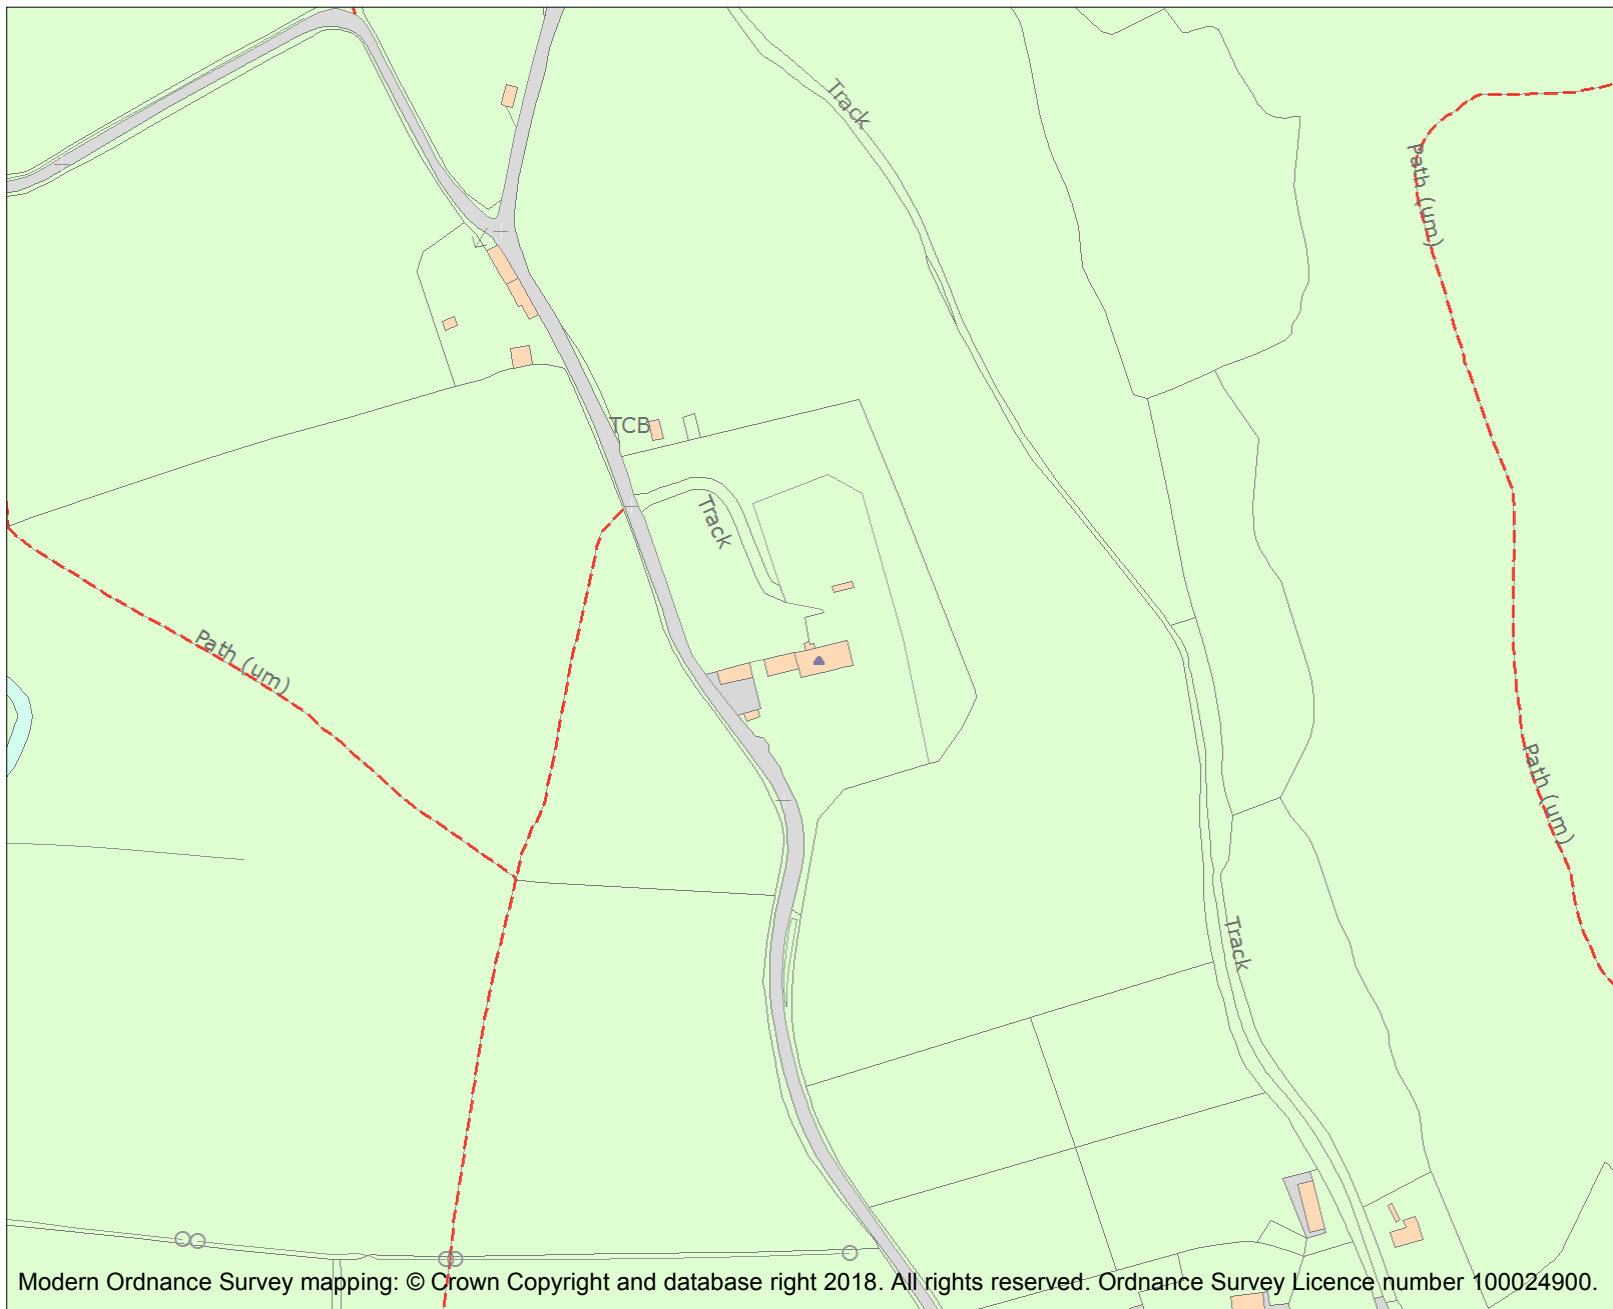 Track
Path (um)
TCB
Track
Path (um)
Path (um)
Track
Modern Ordnance Survey mapping: © Crown Copyright and database right 2018. All rights reserved. Ordnance Survey Licence number 100024900.